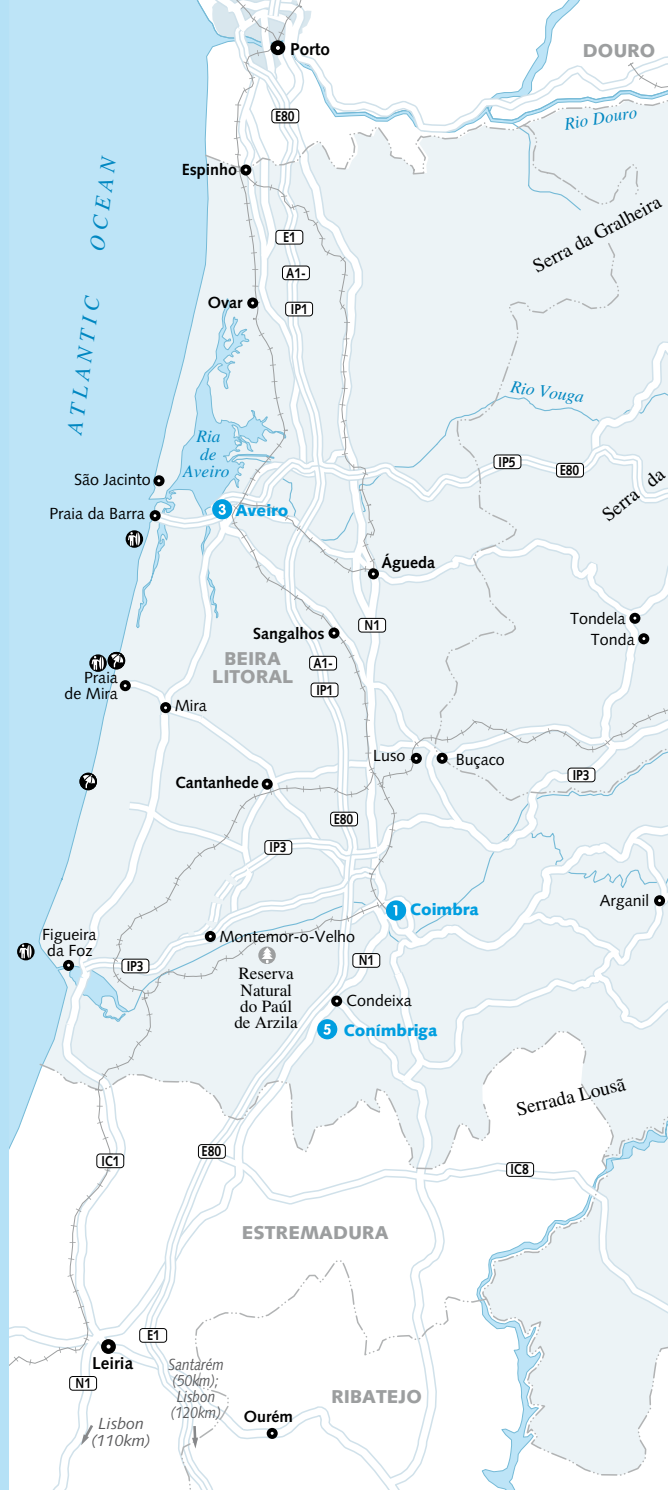 Porto
DOURO
E80
Rio Douro
Espinho
Serra da Gralheira
E1
A1-
IP1
ATLANTIC OCEAN
Ovar
Rio Vouga
Ria
de
Aveiro
IP5
E80
Serra da
São Jacinto
Praia da Barra
3 Aveiro
Águeda
Tondela
Tonda
N1
Sangalhos
BEIRA
LITORAL
A1-
IP1
Praia
de Mira
Mira
Luso
Buçaco
IP3
Cantanhede
E80
IP3
Arganil
1 Coimbra
Figueira
da Foz
Montemor-o-Velho
IP3
N1
Reserva
Natural
do Paúl
de Arzila
Condeixa
5 Conímbriga
Serrada Lousã
IC1
E80
IC8
ESTREMADURA
E1
Leiria
N1
Santarém
(50km);
Lisbon
(120km)
RIBATEJO
Ourém
Lisbon
(110km)